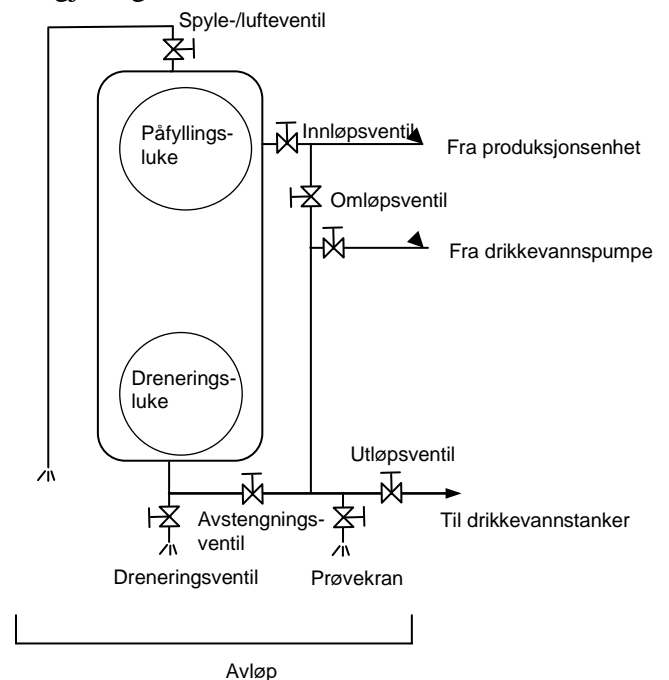 Spyle-/lufteventil
Påfyllings-
luke
Innløpsventil
Fra produksjonsenhet
Omløpsventil
Fra drikkevannspumpe
Drenerings-
luke
Utløpsventil
Til drikkevannstanker
Avstengnings-
ventil
Dreneringsventil
Prøvekran
Avløp